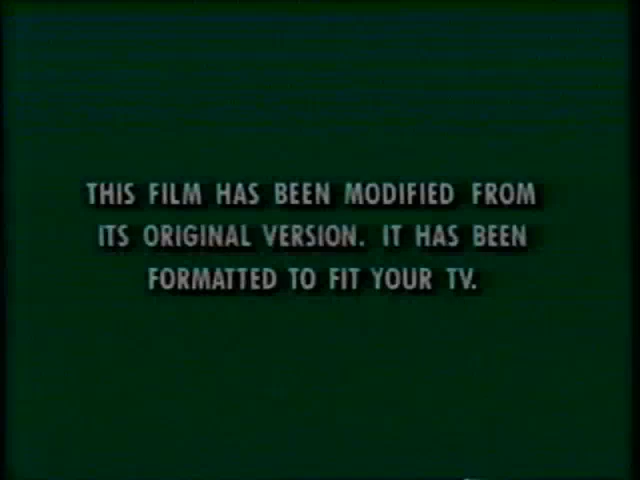 THIS FILM HAS BEEN MODIFIED FROM
ITS ORIGINAL VERSION. IT HAS BEEN
FORMATTED TO FIT YOUR TV.